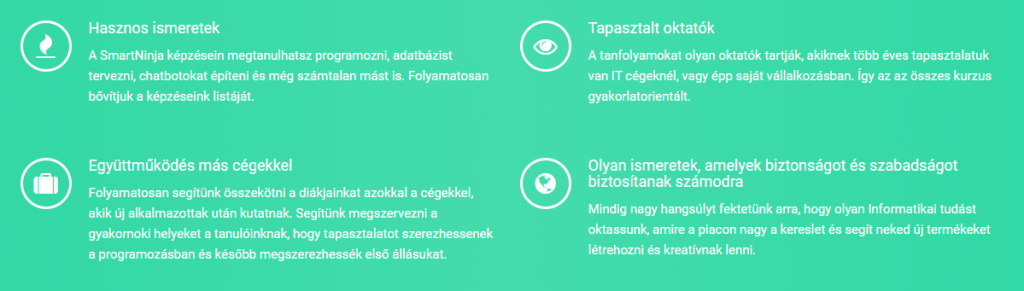 Hasznos ismeretek
A SmartNinja képzésein megtanulhatsz programozni, adatbázist
tervezni, chatbotokat építeni és még számtalan mást is. Folyamatosan
bővítjuk a képzéseink listáját.
Tapasztalt oktatók
A tanfolyamokat olyan oktatók tartják, akiknek több éves tapasztalatuk
van IT cégeknél, vagy épp saját vállalkozásban. Így az az összes kurzus
gyakorlatorientált.
Együttműködés más cégekkel
Folyamatosan segítünk összekötni a diákjainkat azokkal a cégekkel,
akik új alkalmazottak után kutatnak. Segítünk megszervezni a
gyakornoki helyeket a tanulóinknak, hogy tapasztalatot szerezhessenek
a programozásban és később megszerezhessék első állásukat.
Olyan ismeretek, amelyek biztonságot és szabadságot
biztosítanak számodra
Mindig nagy hangsúlyt fektetünk arra, hogy olyan Informatikai tudást
oktassunk, amire a piacon nagy a kereslet és segít neked új termékeket
létrehozni és kreatívnak lenni.